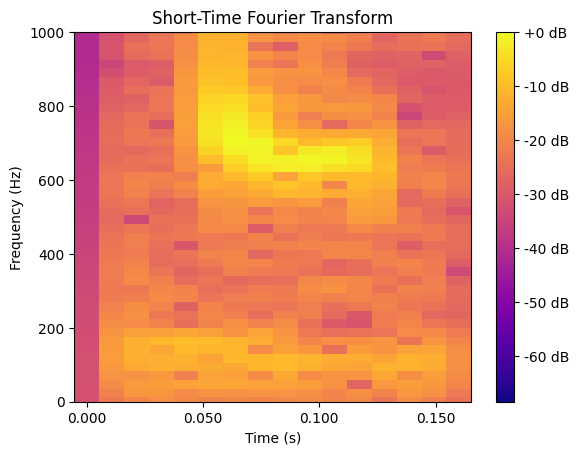 Short-Time Fourier Transform
Frequency (Hz)
1000
800
600
400
200
0
0.000
0.050
0.100
0.150
Time (s)
+0 dB
-10 dB
-20 dB
-30 dB
-40 dB
-50 dB
-60 dB